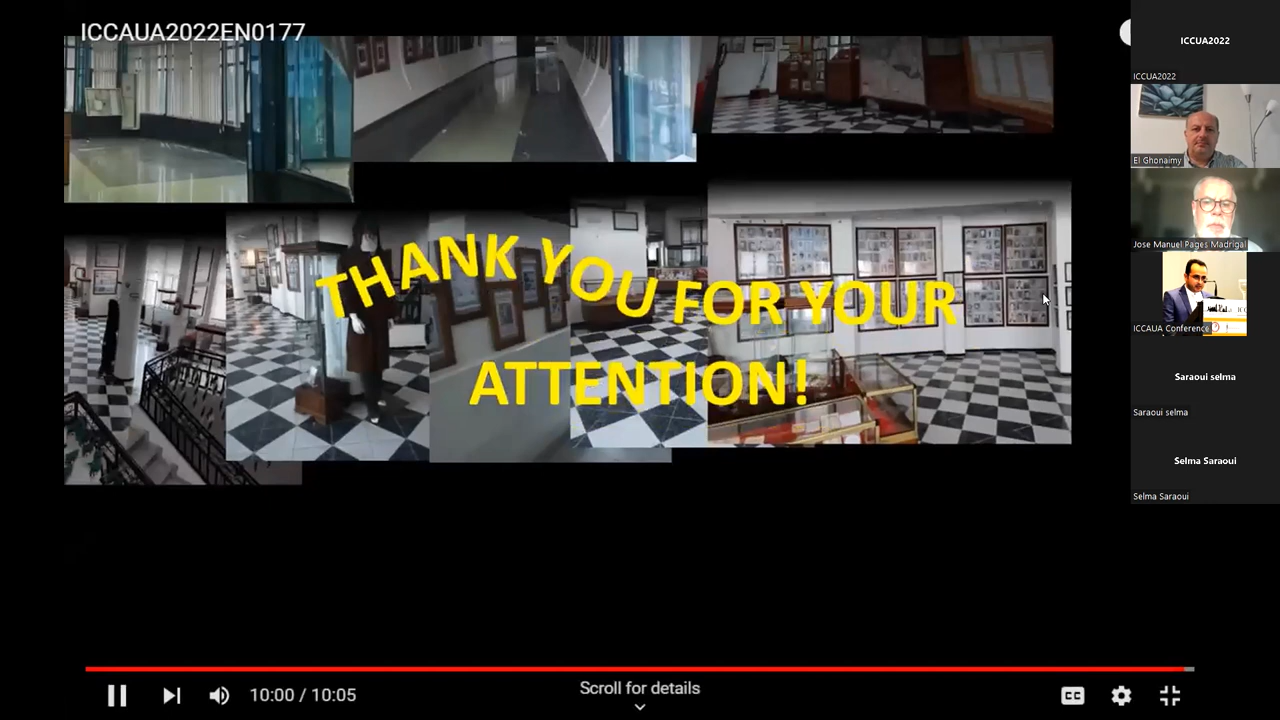 ICCAUA2022EN0177
THANK YOU FOR YOUR
ATTENTION!
10:00 / 10:05
Scroll for details
CC
ICCUA2022
ICCUA2022
El Ghonaimy
Jose Manuel Pages Madrigal
ICCAUA Conference
Saraoui selma
Saraoui selma
Selma Saraoui
Selma Saraoui